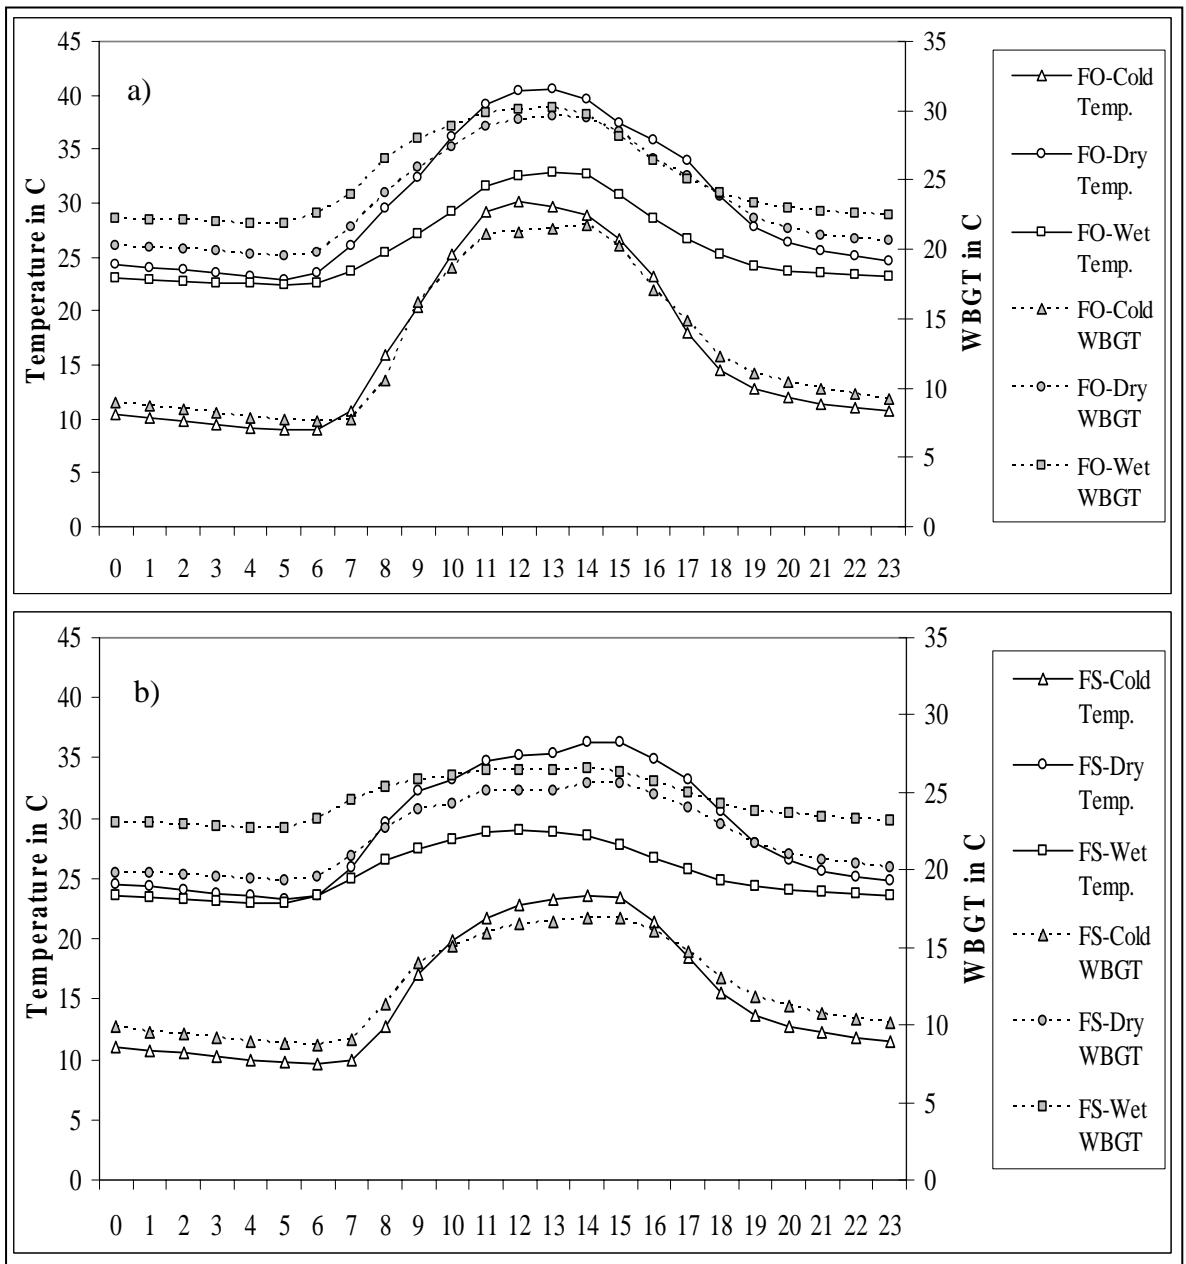 a)
45
40
35
30
25
20
15
10
5
0
Temperature in C
35
30
25
20
15
10
5
0
WBGT in C
0 1 2 3 4 5 6 7 8 9 10 11 12 13 14 15 16 17 18 19 20 21 22 23
FO-Cold
Temp.
FO-Dry
Temp.
FO-Wet
Temp.
FO-Cold
WBGT
FO-Dry
WBGT
FO-Wet
WBGT
b)
45
40
35
30
25
20
15
10
5
0
Temperature in C
35
30
25
20
15
10
5
0
WBGT in C
0 1 2 3 4 5 6 7 8 9 10 11 12 13 14 15 16 17 18 19 20 21 22 23
FS-Cold
Temp.
FS-Dry
Temp.
FS-Wet
Temp.
FS-Cold
WBGT
FS-Dry
WBGT
FS-Wet
WBGT